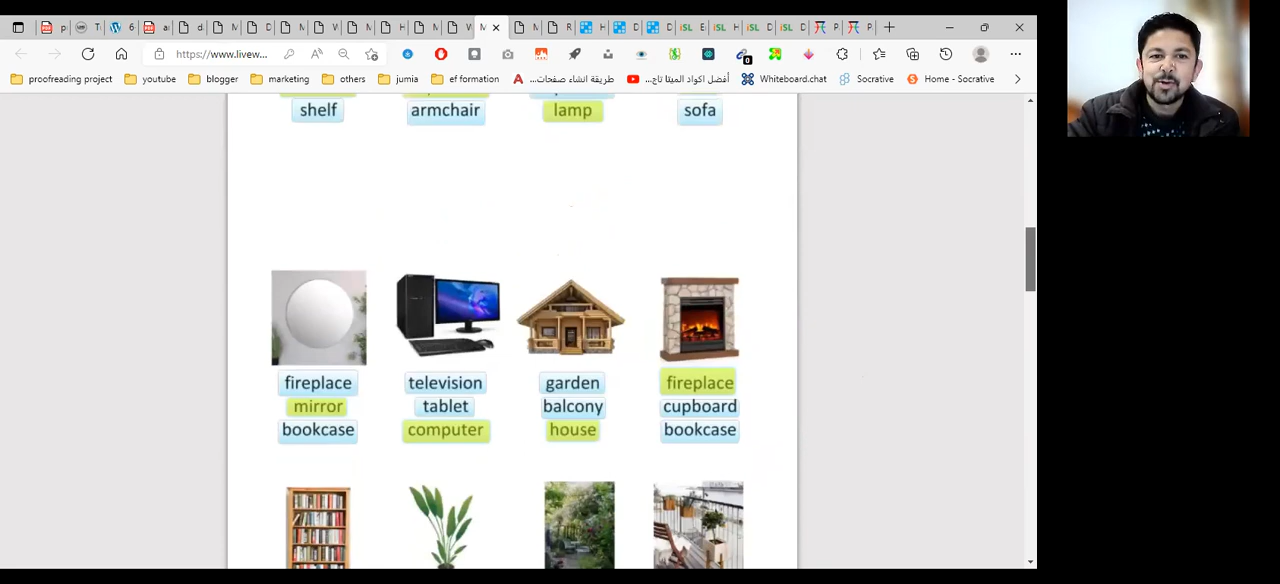 https://www.livew...
proofreading project
youtube
blogger
marketing
others
jumia
ef formation
طريقة انشاء صفحات...
أفضل اكواد الميتا تاج...
Whiteboard.chat
Socrative
Home - Socrative
shelf
armchair
lamp
sofa
fireplace
television
garden
fireplace
mirror
tablet
balcony
cupboard
bookcase
computer
house
bookcase